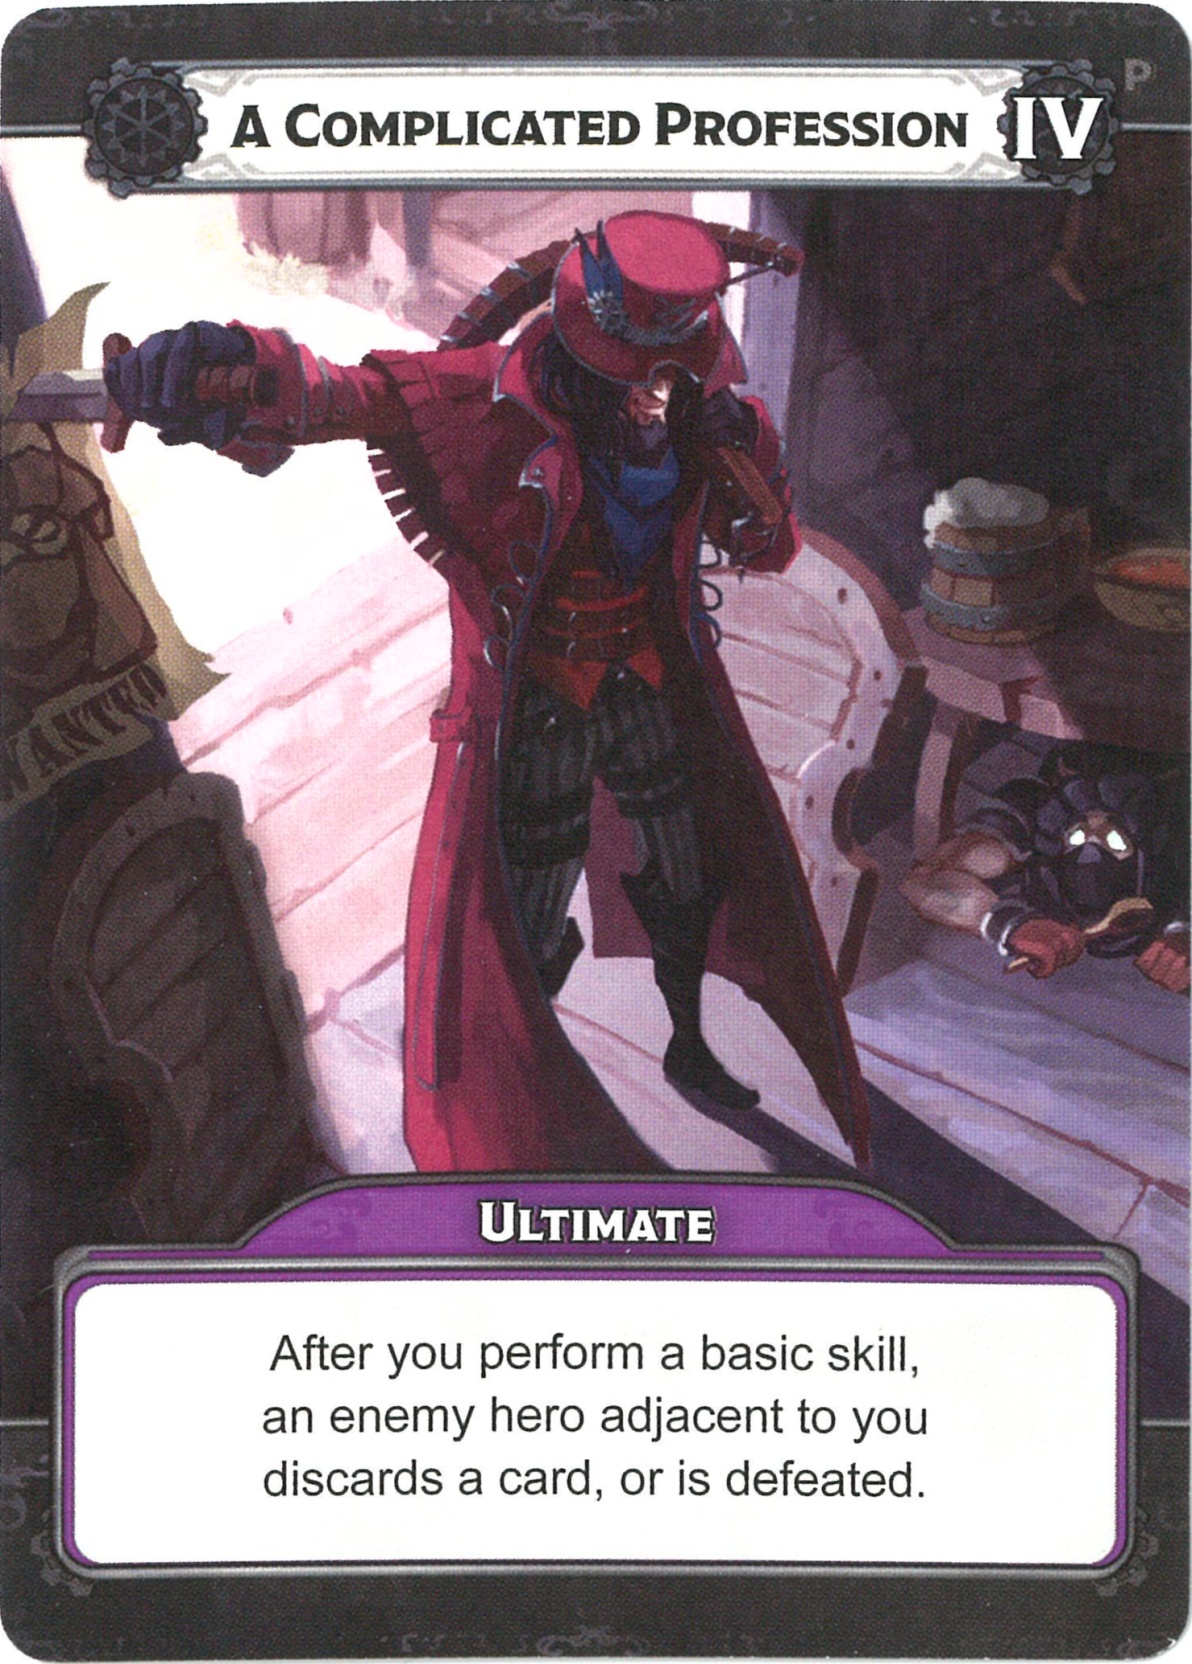 P
A COMPLICATED PROFESSION IV
WANTED
ULTIMATE
After you perform a basic skill,
an enemy hero adjacent to you
discards a card, or is defeated.